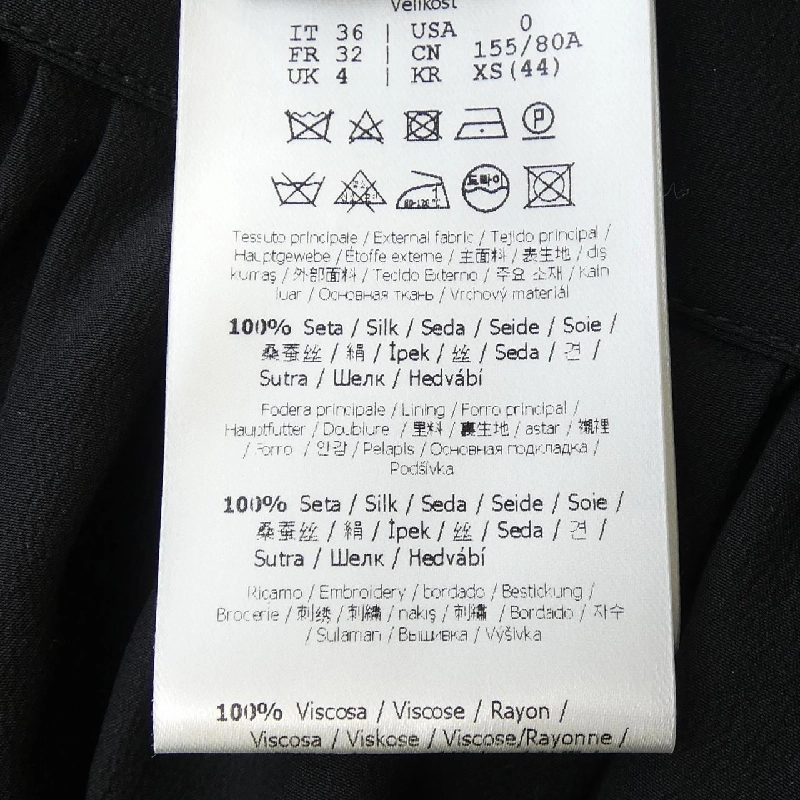 Velikost
IT 36 | USA 0
FR 32 | CN 155/80A
UK 4 | KR XS(44)
P
80-120°C 드라이
Tessuto principale / External fabric / Tejido principal /
Hauptgewebe / Étoffe externe / 主面料 / 表生地 / dış
kumaş / 外部面料 / Tecido Externo / 주요 소재 / Kain
luar / Основная ткань / Vrchový materiál
100% Seta / Silk / Seda / Seide / Soie /
桑蚕丝 / 絹 / İpek / 丝 / Seda / 견 /
Sutra / Шелк / Hedvábí
Fodera principale / Lining / Forro principal /
Hauptfutter / Doublure / 里料 / 裏生地 / astar / 襯裡
/ Forro / 안감 / Pelapis / Основная подкладка /
Podšívka
100% Seta / Silk / Seda / Seide / Soie /
桑蚕丝 / 絹 / İpek / 丝 / Seda / 견 /
Sutra / Шелк / Hedvábí
Ricamo / Embroidery / bordado / Bestickung /
Broderie / 刺绣 / 刺繍 / nakış / 刺繡 / Bordado / 자수
/ Sulaman / Вышивка / Výšivka
100% Viscosa / Viscose / Rayon /
Viscosa / Viskose / Viscose/Rayonne /